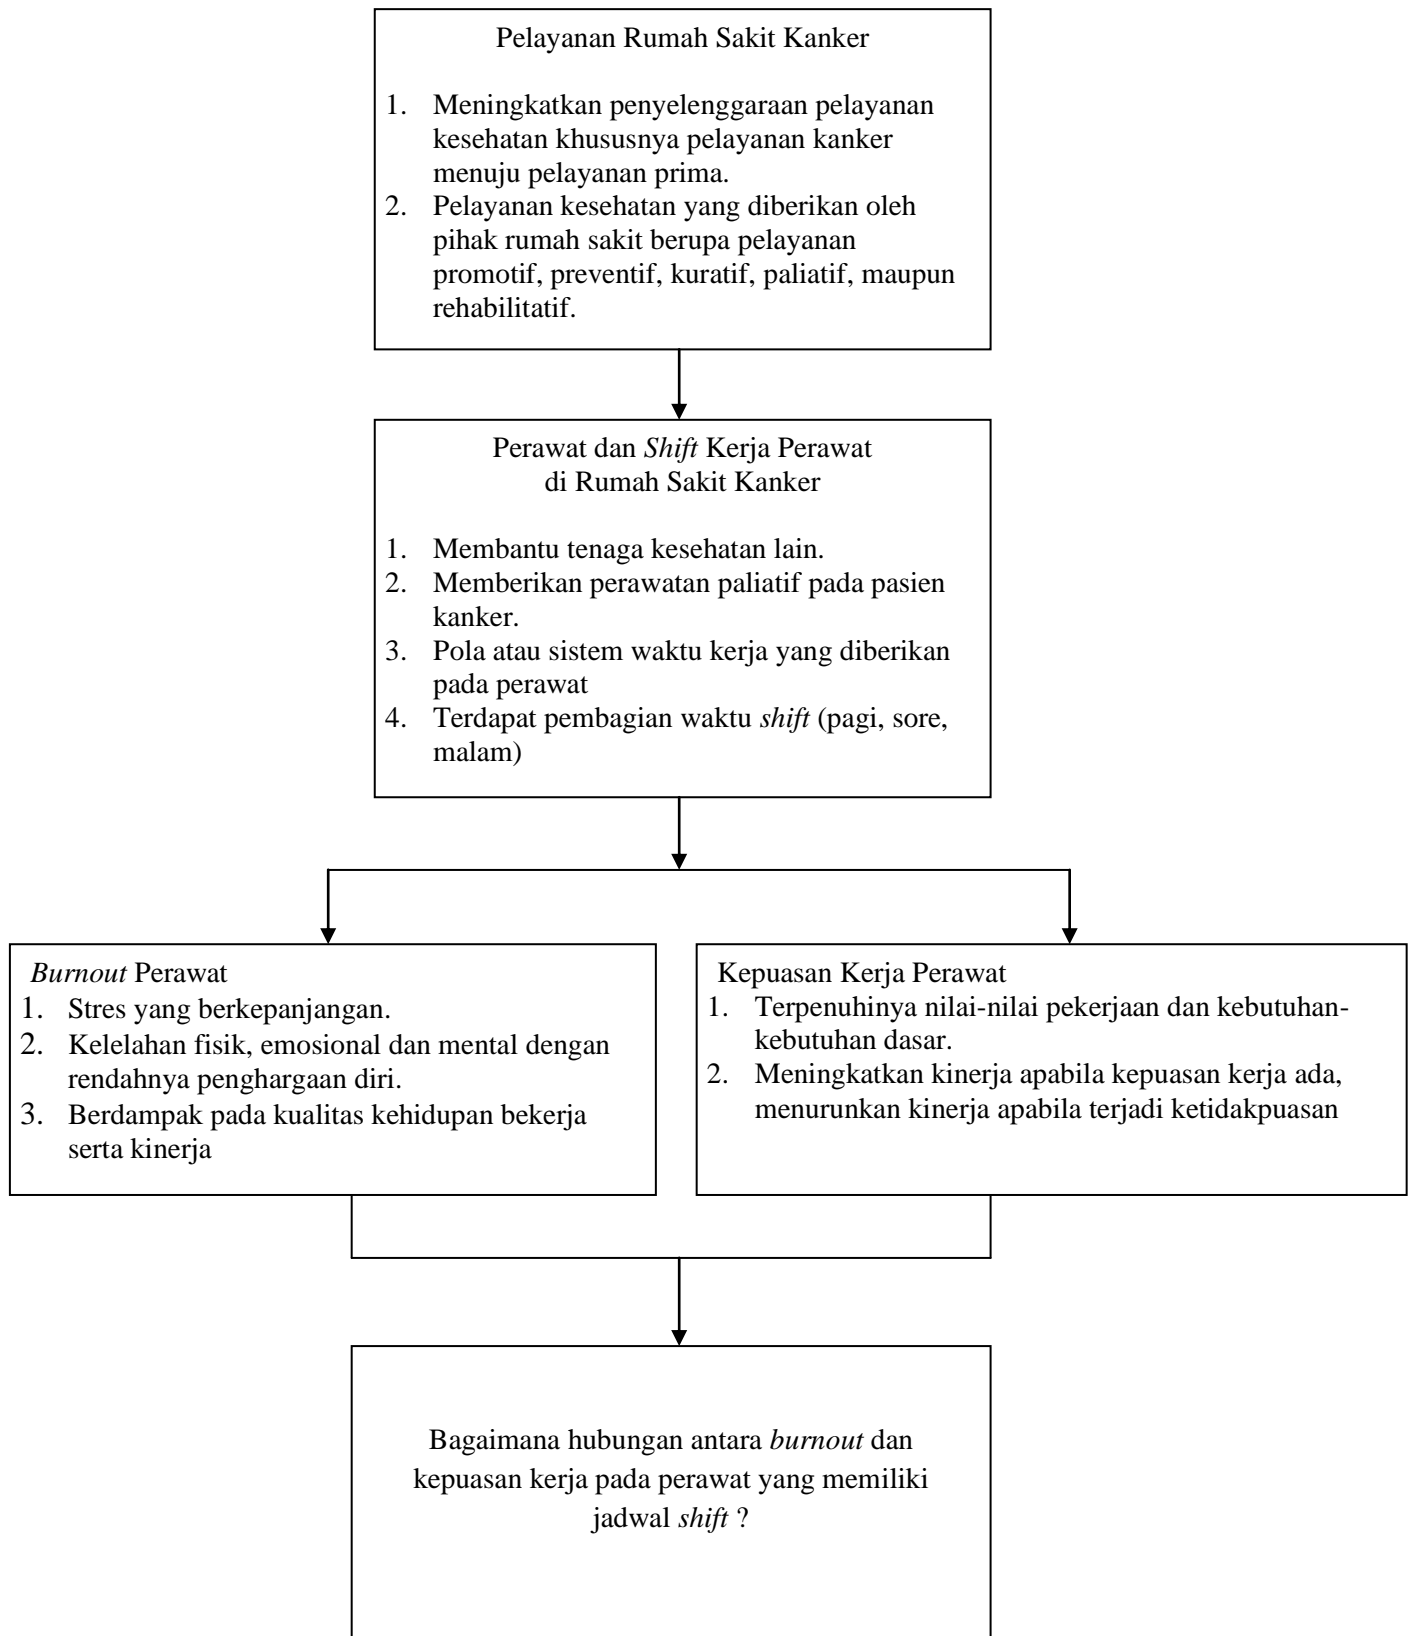 Pelayanan Rumah Sakit Kanker
1. Meningkatkan penyelenggaraan pelayanan
kesehatan khususnya pelayanan kanker
menuju pelayanan prima.
2. Pelayanan kesehatan yang diberikan oleh
pihak rumah sakit berupa pelayanan
promotif, preventif, kuratif, paliatif, maupun
rehabilitatif.
Perawat dan Shift Kerja Perawat
di Rumah Sakit Kanker
1. Membantu tenaga kesehatan lain.
2. Memberikan perawatan paliatif pada pasien
kanker.
3. Pola atau sistem waktu kerja yang diberikan
pada perawat
4. Terdapat pembagian waktu shift (pagi, sore,
malam)
Burnout Perawat
1. Stres yang berkepanjangan.
2. Kelelahan fisik, emosional dan mental dengan
rendahnya penghargaan diri.
3. Berdampak pada kualitas kehidupan bekerja
serta kinerja
Kepuasan Kerja Perawat
1. Terpenuhinya nilai-nilai pekerjaan dan kebutuhan-
kebutuhan dasar.
2. Meningkatkan kinerja apabila kepuasan kerja ada,
menurunkan kinerja apabila terjadi ketidakpuasan
Bagaimana hubungan antara burnout dan
kepuasan kerja pada perawat yang memiliki
jadwal shift ?